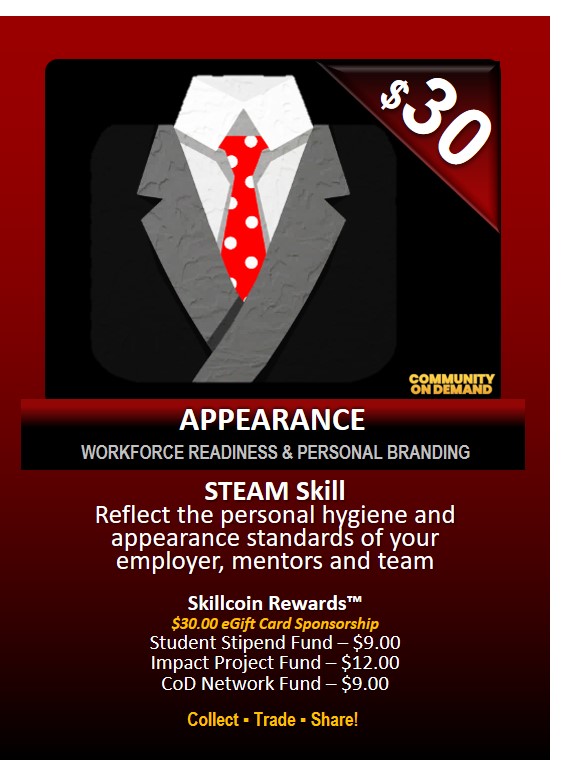 $30
COMMUNITY
ON DEMAND
APPEARANCE
WORKFORCE READINESS & PERSONAL BRANDING
STEAM Skill
Reflect the personal hygiene and
appearance standards of your
employer, mentors and team
Skillcoin Rewards™
$30.00 eGift Card Sponsorship
Student Stipend Fund – $9.00
Impact Project Fund – $12.00
CoD Network Fund – $9.00
Collect ▪ Trade ▪ Share!